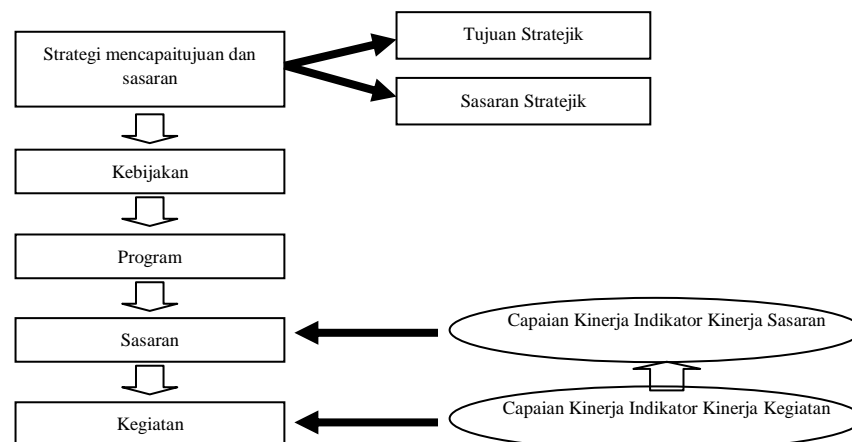 Strategi mencapaitujuan dan
sasaran
Tujuan Stratejik
Sasaran Stratejik
Kebijakan
Program
Sasaran
Capaian Kinerja Indikator Kinerja Sasaran
Kegiatan
Capaian Kinerja Indikator Kinerja Kegiatan